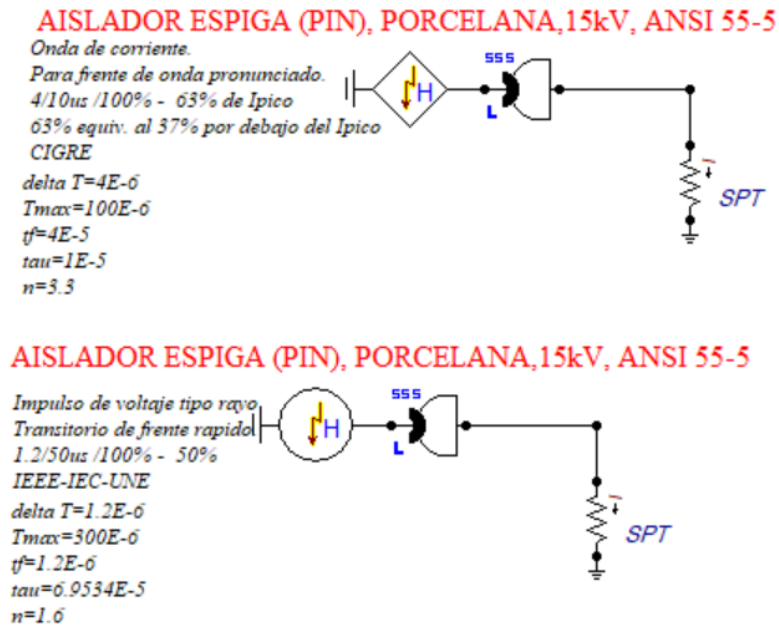 AISLADOR ESPIGA (PIN), PORCELANA,15kV, ANSI 55-5
Onda de corriente.
Para frente de onda pronunciado.
4/10us /100% - 63% de Ipico
63% equiv. al 37% por debajo del Ipico
CIGRE
delta T=4E-6
Tmax=100E-6
tf=4E-5
tau=1E-5
n=3.3
H
SSS
L
I
SPT
AISLADOR ESPIGA (PIN), PORCELANA,15kV, ANSI 55-5
Impulso de voltaje tipo rayo
Transitorio de frente rapido
1.2/50us /100% - 50%
IEEE-IEC-UNE
delta T=1.2E-6
Tmax=300E-6
tf=1.2E-6
tau=6.9534E-5
n=1.6
H
SSS
L
I
SPT